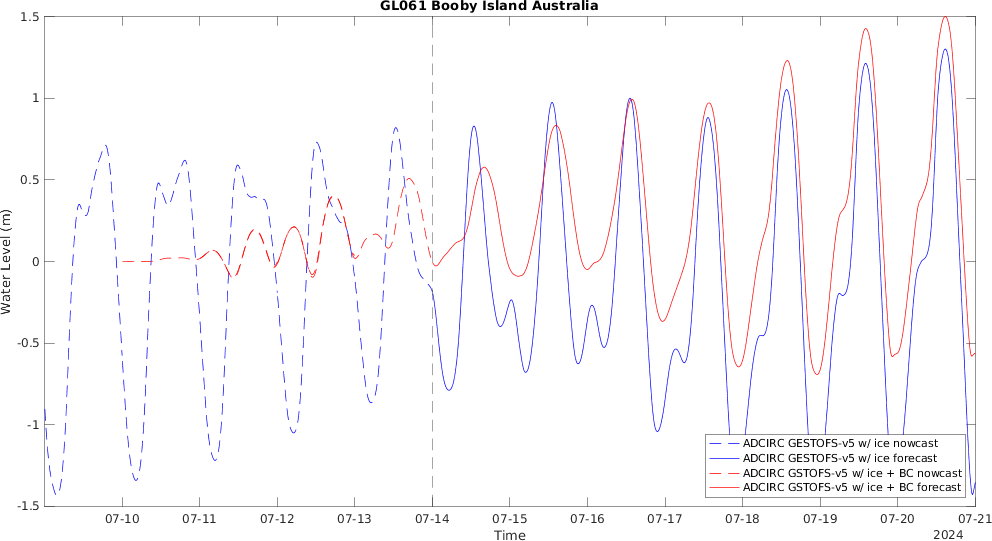 GL061 Booby Island Australia
Water Level (m)
1.5
1
0.5
0
-0.5
-1
-1.5
07-10 07-11 07-12 07-13 07-14 07-15 07-16 07-17 07-18 07-19 07-20 07-21
Time
2024
ADCIRC GESTOFS-v5 w/ ice nowcast
ADCIRC GESTOFS-v5 w/ ice forecast
ADCIRC GSTOFS-v5 w/ ice + BC nowcast
ADCIRC GSTOFS-v5 w/ ice + BC forecast